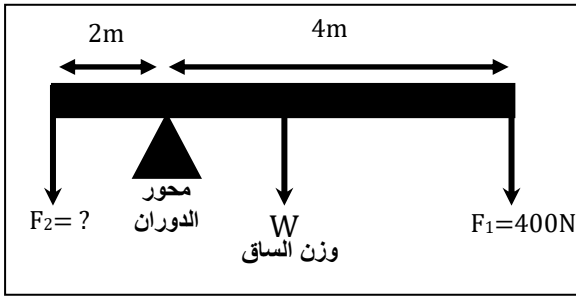 2m 4m
محور
الدوران
F₂= ? W F₁=400N
وزن الساق